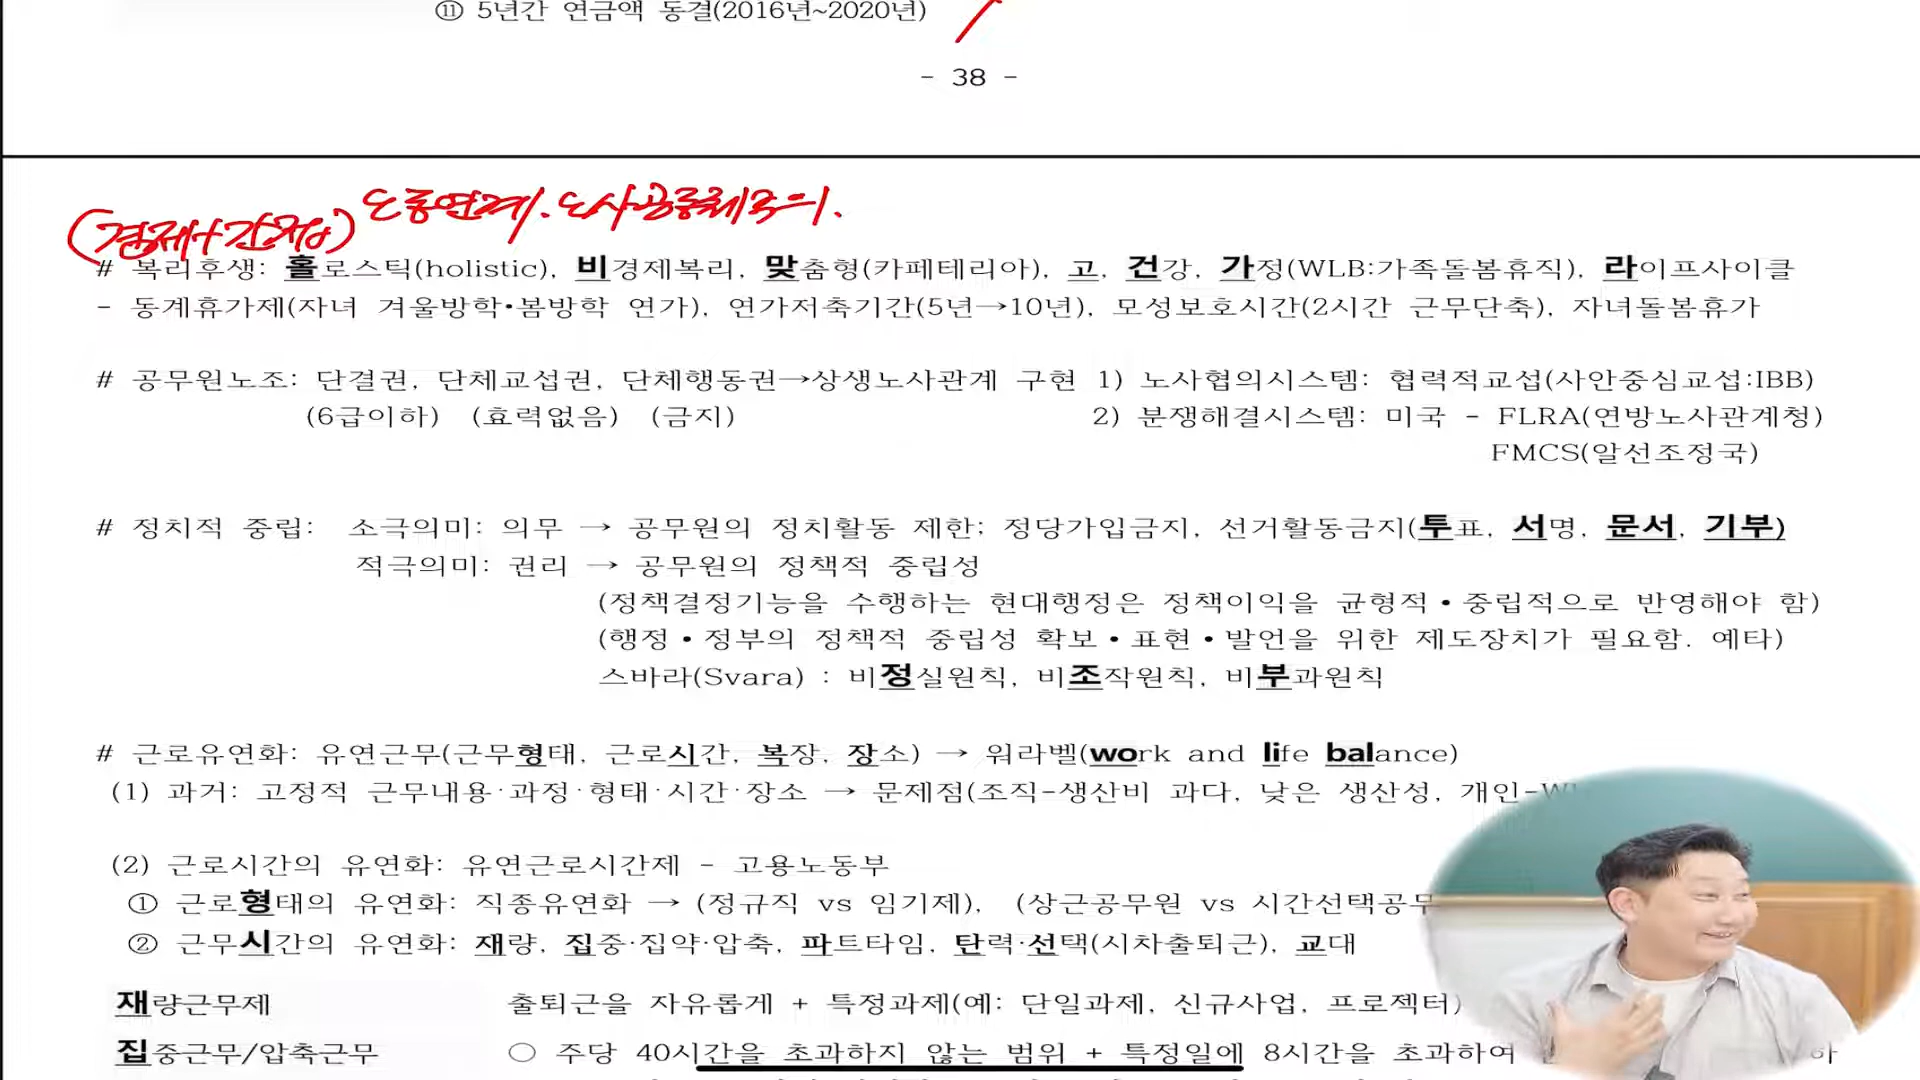 ⑪ 5년간 연금액 동결(2016년~2020년)
- 38 -
노사공동체주의.
# 복리후생: 홀로스틱(holistic), 비경제복리, 맞춤형(카페테리아), 고, 건강, 가정(WLB:가족돌봄휴직), 라이프사이클
- 동계휴가제(자녀 겨울방학•봄방학 연가), 연가저축기간(5년→10년), 모성보호시간(2시간 근무단축), 자녀돌봄휴가
# 공무원노조: 단결권, 단체교섭권, 단체행동권→상생노사관계 구현 1) 노사협의시스템: 협력적교섭(사안중심교섭:IBB)
(6급이하) (효력없음) (금지) 2) 분쟁해결시스템: 미국 - FLRA(연방노사관계청)
FMCS(알선조정국)
# 정치적 중립: 소극의미: 의무 → 공무원의 정치활동 제한; 정당가입금지, 선거활동금지(투표, 서명, 문서, 기부)
적극의미: 권리 → 공무원의 정책적 중립성
(정책결정기능을 수행하는 현대행정은 정책이익을 균형적•중립적으로 반영해야 함)
(행정•정부의 정책적 중립성 확보•표현•발언을 위한 제도장치가 필요함. 예타)
스바라(Svara) : 비정실원칙, 비조작원칙, 비부과원칙
# 근로유연화: 유연근무(근무형태, 근로시간, 복장, 장소) → 워라벨(work and life balance)
(1) 과거: 고정적 근무내용·과정·형태·시간·장소 → 문제점(조직-생산비 과다, 낮은 생산성, 개인-W
(2) 근로시간의 유연화: 유연근로시간제 - 고용노동부
① 근로형태의 유연화: 직종유연화 → (정규직 vs 임기제), (상근공무원 vs 시간선택공무
② 근무시간의 유연화: 재량, 집중·집약·압축, 파트타임, 탄력·선택(시차출퇴근), 교대
재량근무제 출퇴근을 자유롭게 + 특정과제(예: 단일과제, 신규사업, 프로젝터)
집중근무/압축근무 ○ 주당 40시간을 초과하지 않는 범위 + 특정일에 8시간을 초과하여